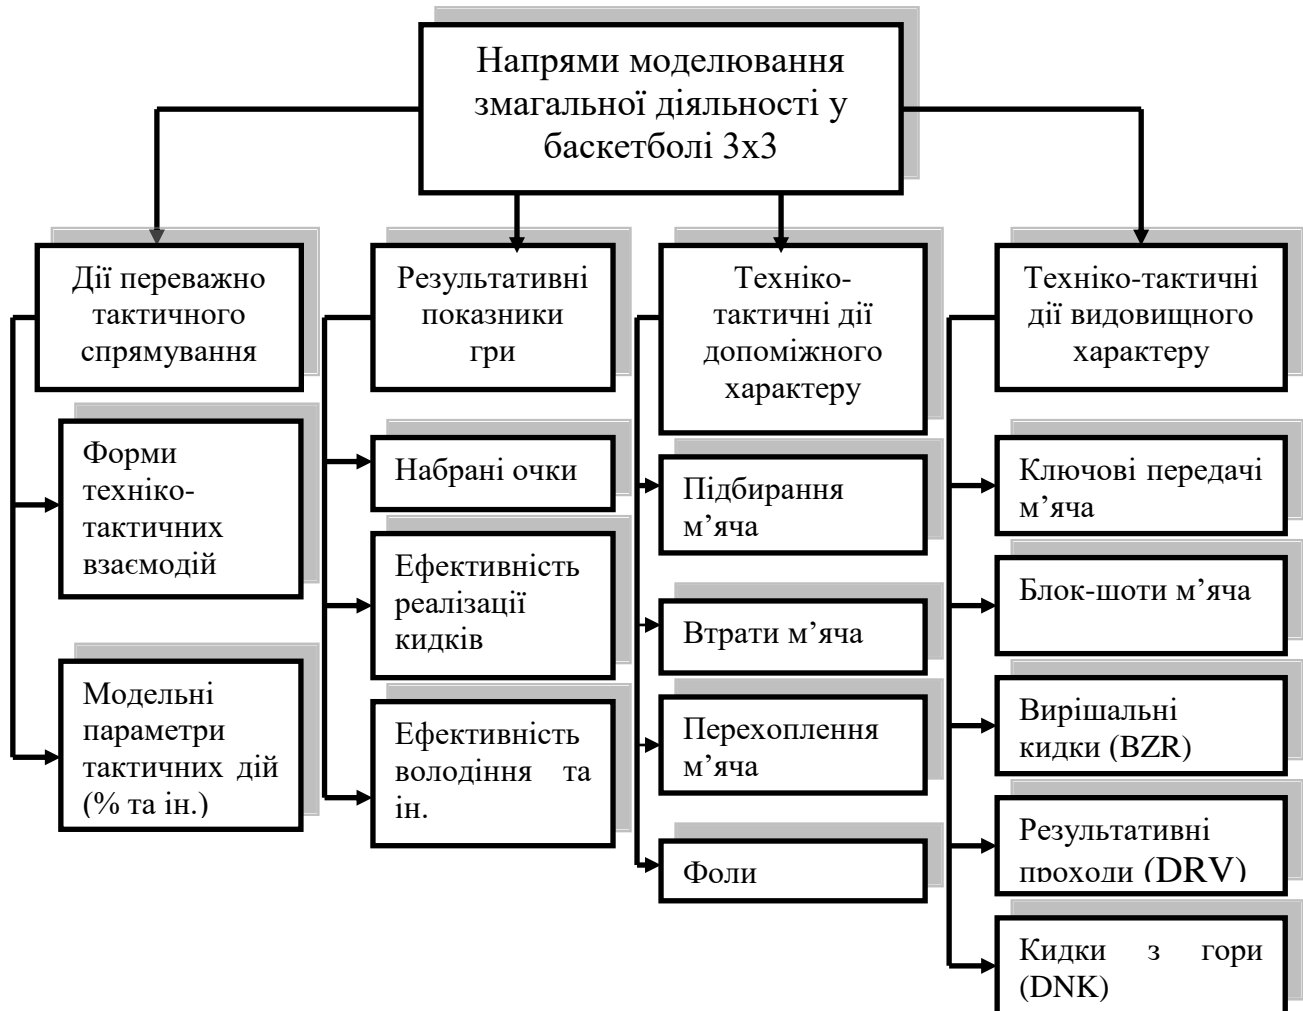 Напрями моделювання
змагальної діяльності у
баскетболі 3х3
Дії переважно
тактичного
спрямування
Форми
техніко-
тактичних
взаємодій
Модельні
параметри
тактичних дій
(% та ін.)
Результативні
показники
гри
Набрані очки
Ефективність
реалізації
кидків
Ефективність
володіння та
ін.
Техніко-
тактичні дії
допоміжного
характеру
Підбирання
м’яча
Втрати м’яча
Перехоплення
м’яча
Фоли
Техніко-тактичні
дії видовищного
характеру
Ключові передачі
м’яча
Блок-шоти м’яча
Вирішальні
кидки (BZR)
Результативні
проходи (DRV)
Кидки з гори
(DNK)